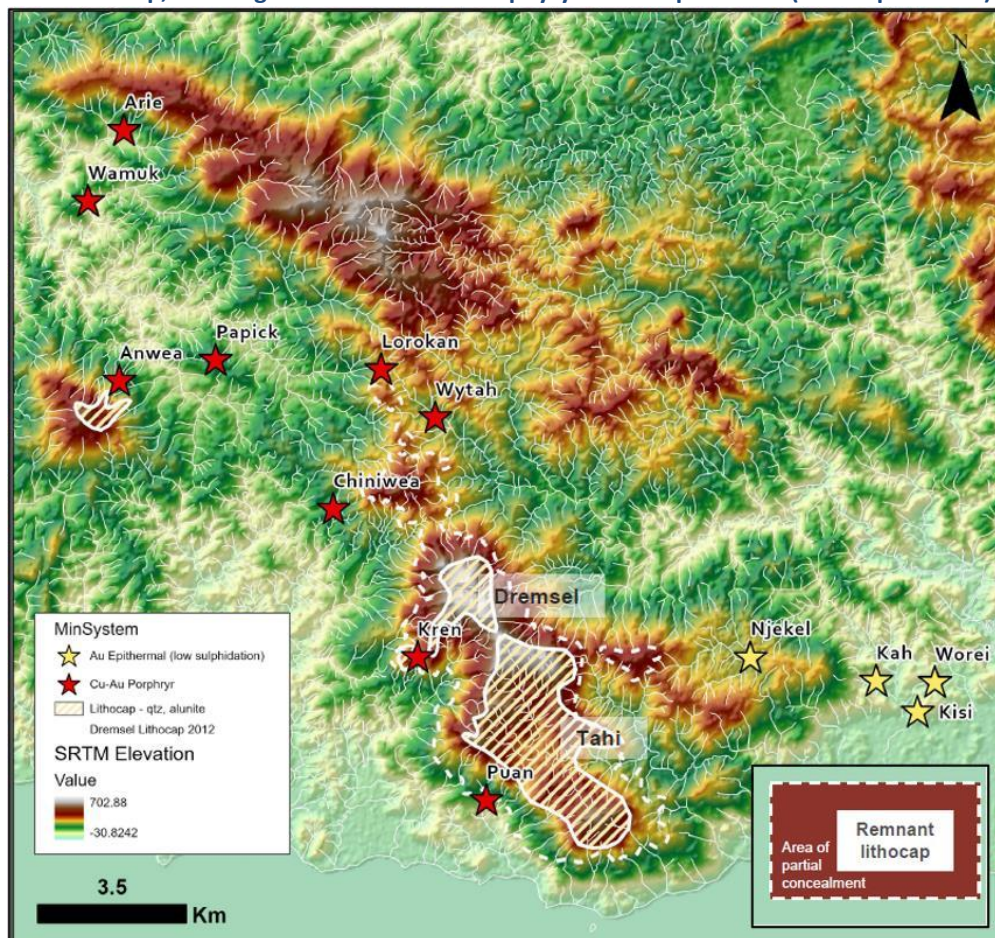 N
Arie
Wamuk
Papick
Lorokan
Anwea
Wytah
Chiniwea
Dremsel
Kren
Njekel
Kah
Worei
Kisi
Tahi
Puan
MinSystem
Au Epithermal (low sulphidation)
Cu-Au Porphyr
Lithocap - qtz, alunite
Dremsel Lithocap 2012
SRTM Elevation
Value
702.88
-30.8242
3.5
Km
Remnant
lithocap
Area of
partial
concealment